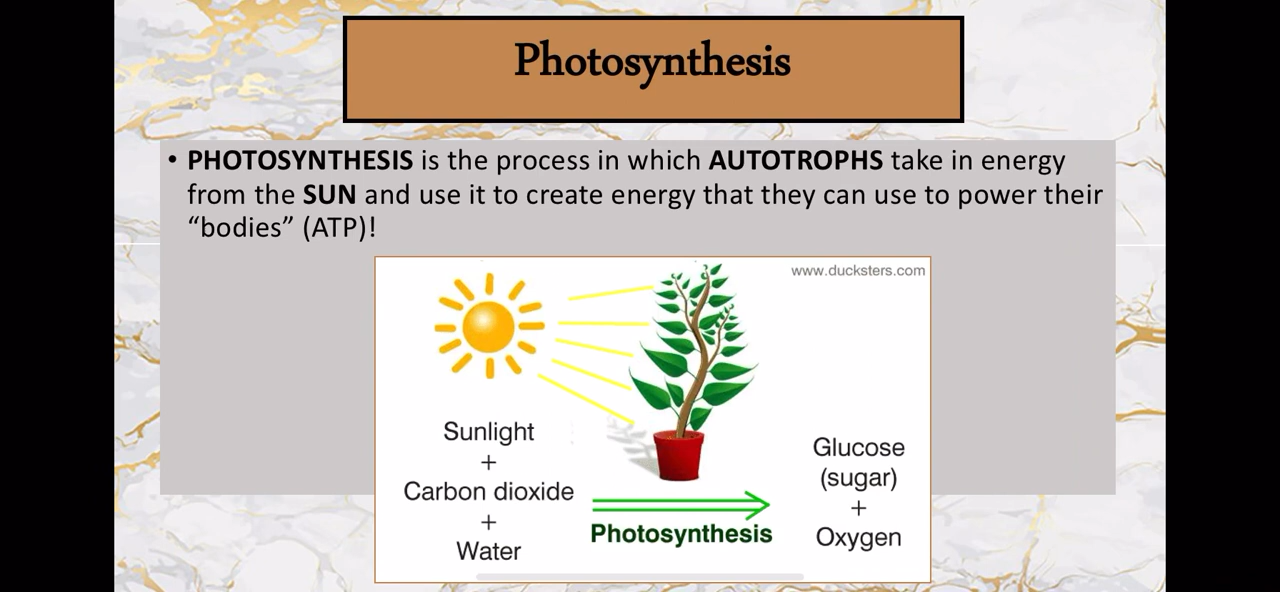 Photosynthesis
• PHOTOSYNTHESIS is the process in which AUTOTROPHS take in energy
from the SUN and use it to create energy that they can use to power their
“bodies” (ATP)!
www.ducksters.com
Sunlight
+
Carbon dioxide
+
Water
Photosynthesis
Glucose
(sugar)
+
Oxygen